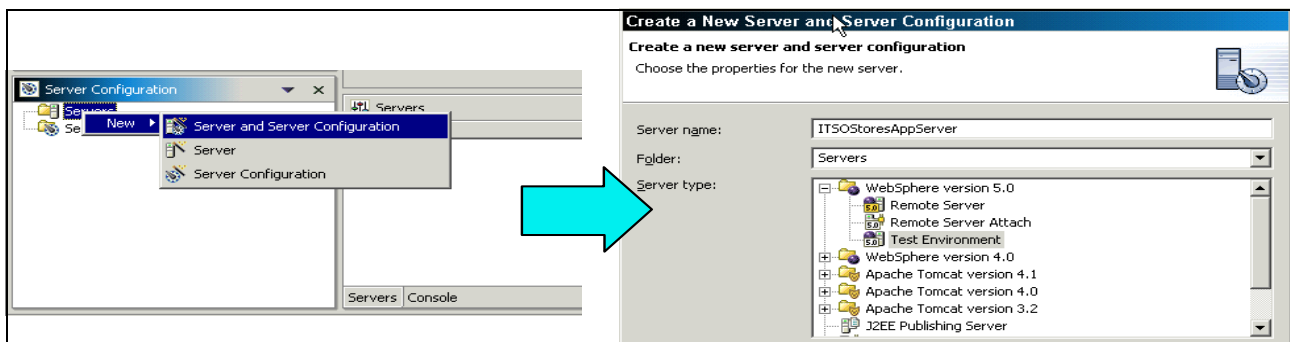 Server Configuration
Servers
Se
New
Server and Server Configuration
Server
Server Configuration
Servers
Servers Console
Create a New Server and Server Configuration
Create a new server and server configuration
Choose the properties for the new server.
Server name: ITSOStoresAppServer
Folder: Servers
Server type:
WebSphere version 5.0
Remote Server
Remote Server Attach
Test Environment
WebSphere version 4.0
Apache Tomcat version 4.1
Apache Tomcat version 4.0
Apache Tomcat version 3.2
J2EE Publishing Server